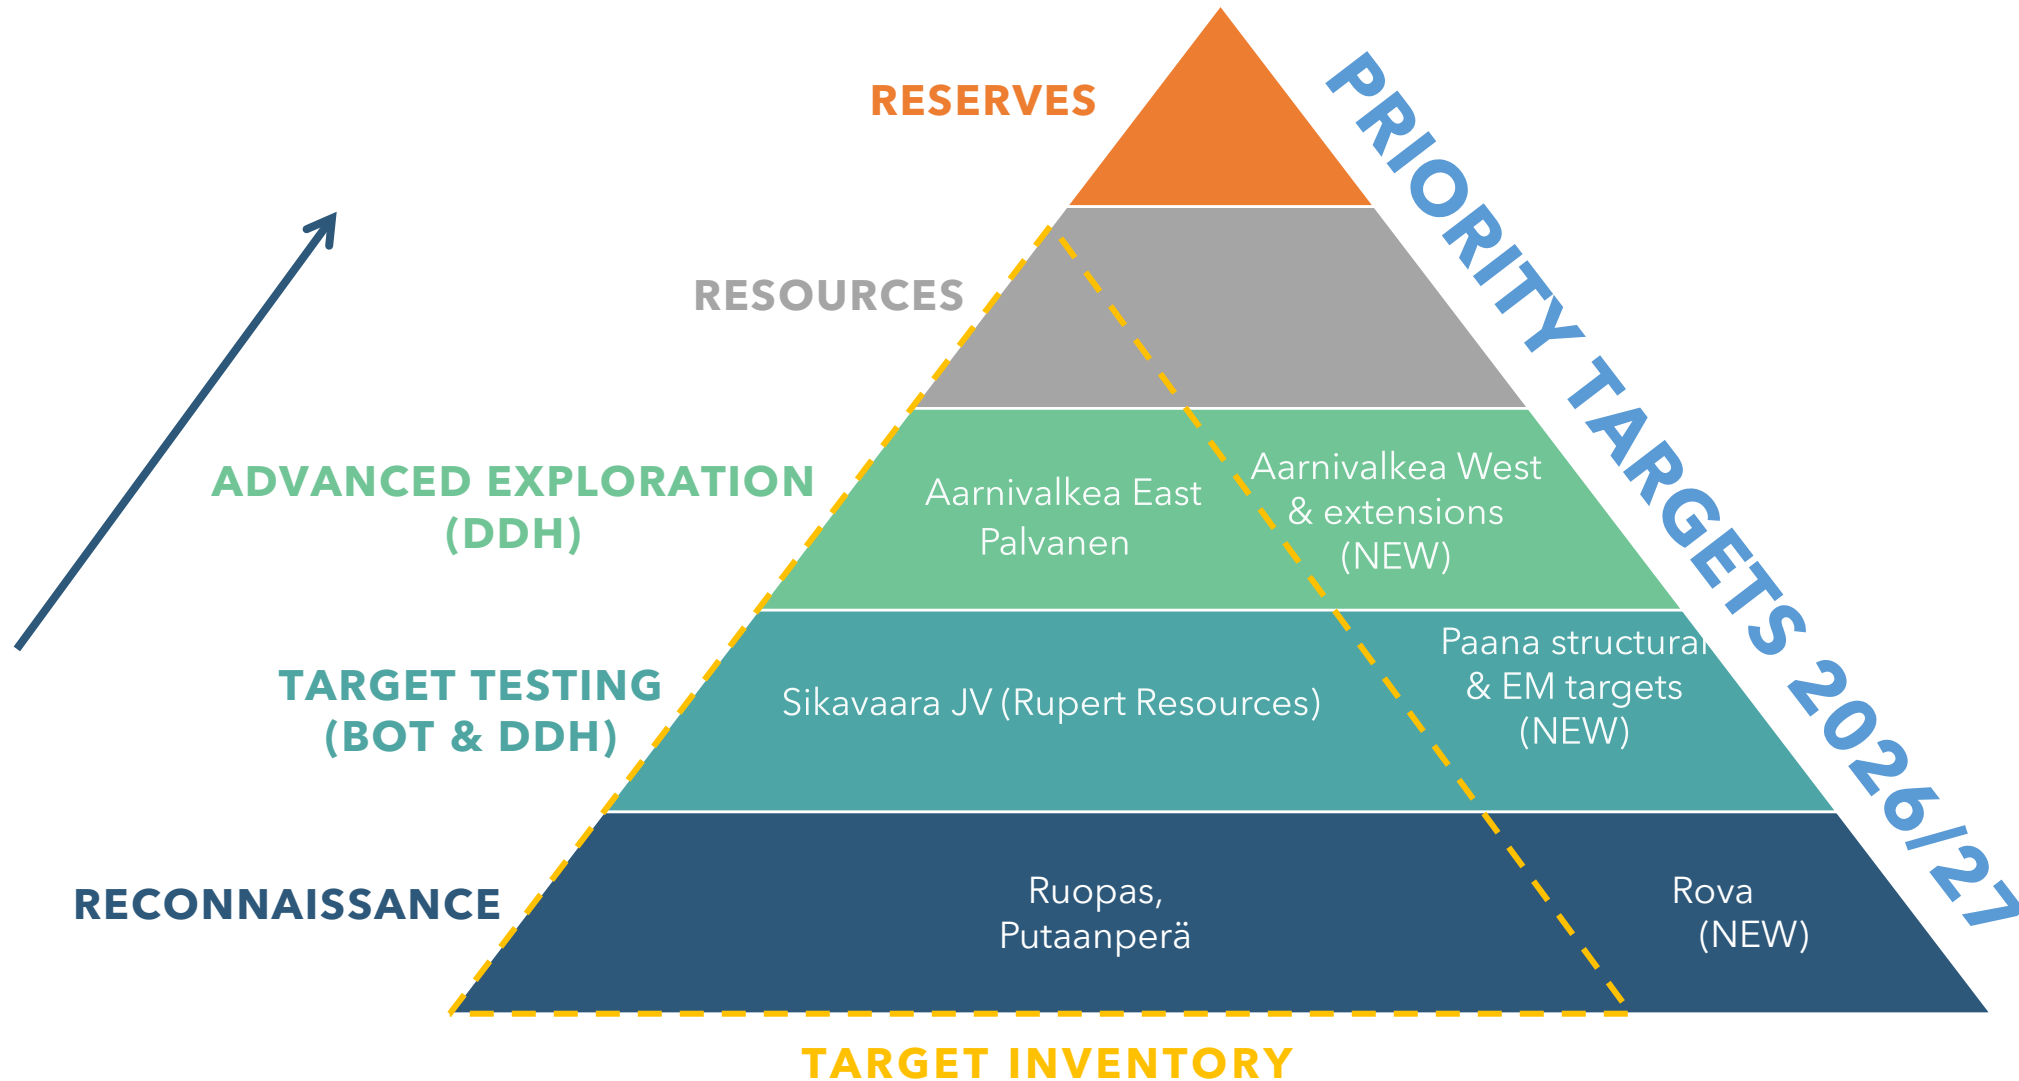 RESERVES
PRIORITY TARGETS 2026/27
RESOURCES
ADVANCED EXPLORATION
(DDH)
Aarnivalkea East
Palvanen
Aarnivalkea West
& extensions
(NEW)
TARGET TESTING
(BOT & DDH)
Sikavaara JV (Rupert Resources)
Paana structural
& EM targets
(NEW)
RECONNAISSANCE
Ruopas,
Putaanperä
Rova
(NEW)
TARGET INVENTORY